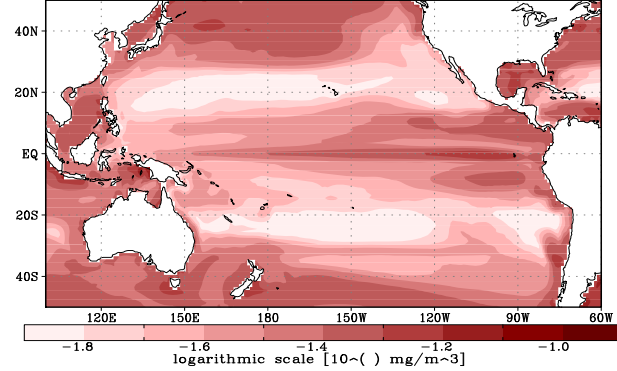 40N
20N
EQ
20S
40S
120E 150E 180 150W 120W 90W 60W
−1.8 −1.6 −1.4 −1.2 −1.0
logarithmic scale [10^( ) mg/m^3]